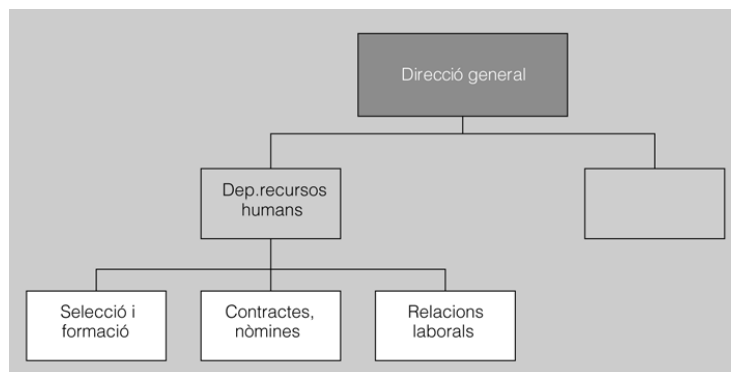 Direcció general
Dep.recursos
humans
Selecció i
formació
Contractes,
nòmines
Relacions
laborals